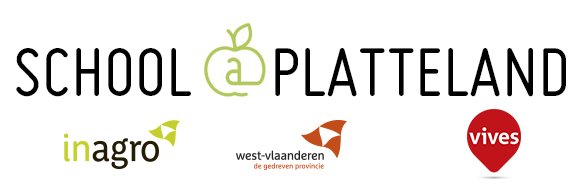 SCHOOL @ PLATTELAND
inagro
west-vlaanderen
de gedreven provincie
vives